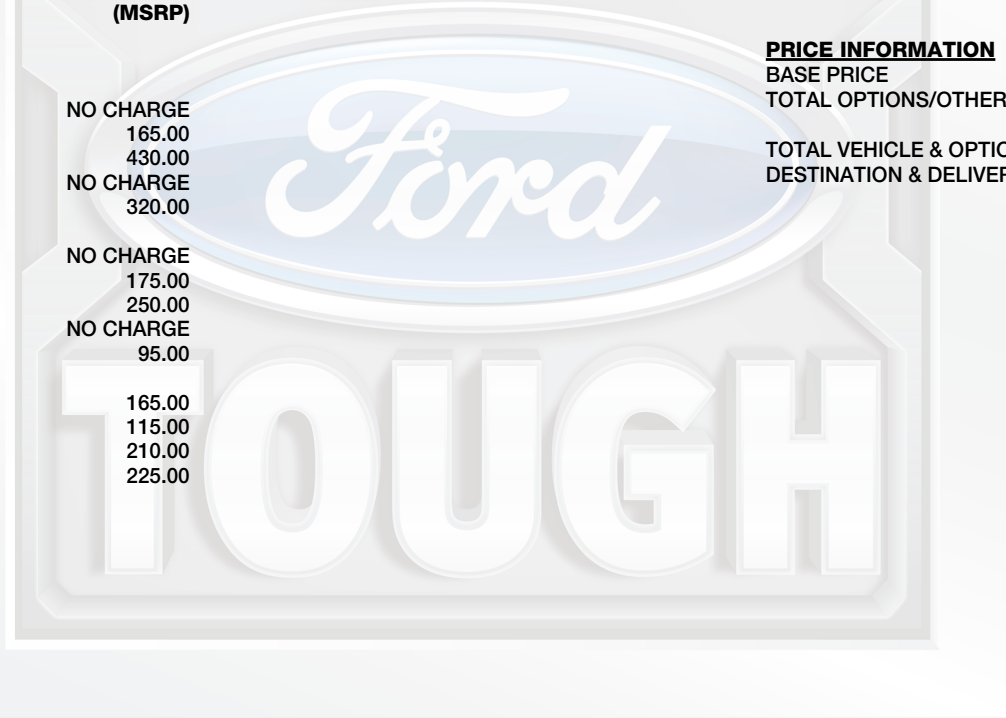 (MSRP)
NO CHARGE
165.00
430.00
NO CHARGE
320.00
NO CHARGE
175.00
250.00
NO CHARGE
95.00
165.00
115.00
210.00
225.00
PRICE INFORMATION
BASE PRICE
TOTAL OPTIONS/OTHER
TOTAL VEHICLE & OPTIO
DESTINATION & DELIVER
Ford
TOUGH